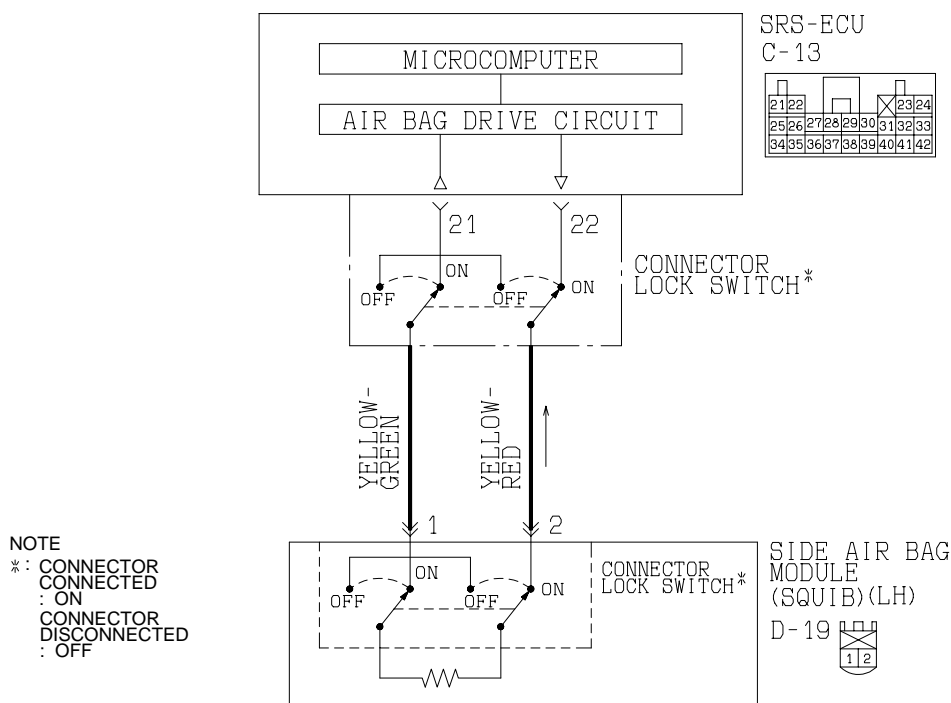 SRS-ECU
C-13
MICROCOMPUTER
AIR BAG DRIVE CIRCUIT
21 22 23 24
25 26 27 28 29 30 31 32 33
34 35 36 37 38 39 40 41 42
21 22
CONNECTOR
LOCK SWITCH*
ON
OFF
OFF
ON
YELLOW-
GREEN
YELLOW-
RED
1 2
NOTE
*: CONNECTOR
CONNECTED
: ON
CONNECTOR
DISCONNECTED
: OFF
ON
OFF
OFF
ON
CONNECTOR
LOCK SWITCH*
SIDE AIR BAG
MODULE
(SQUIB)(LH)
D-19
1 2